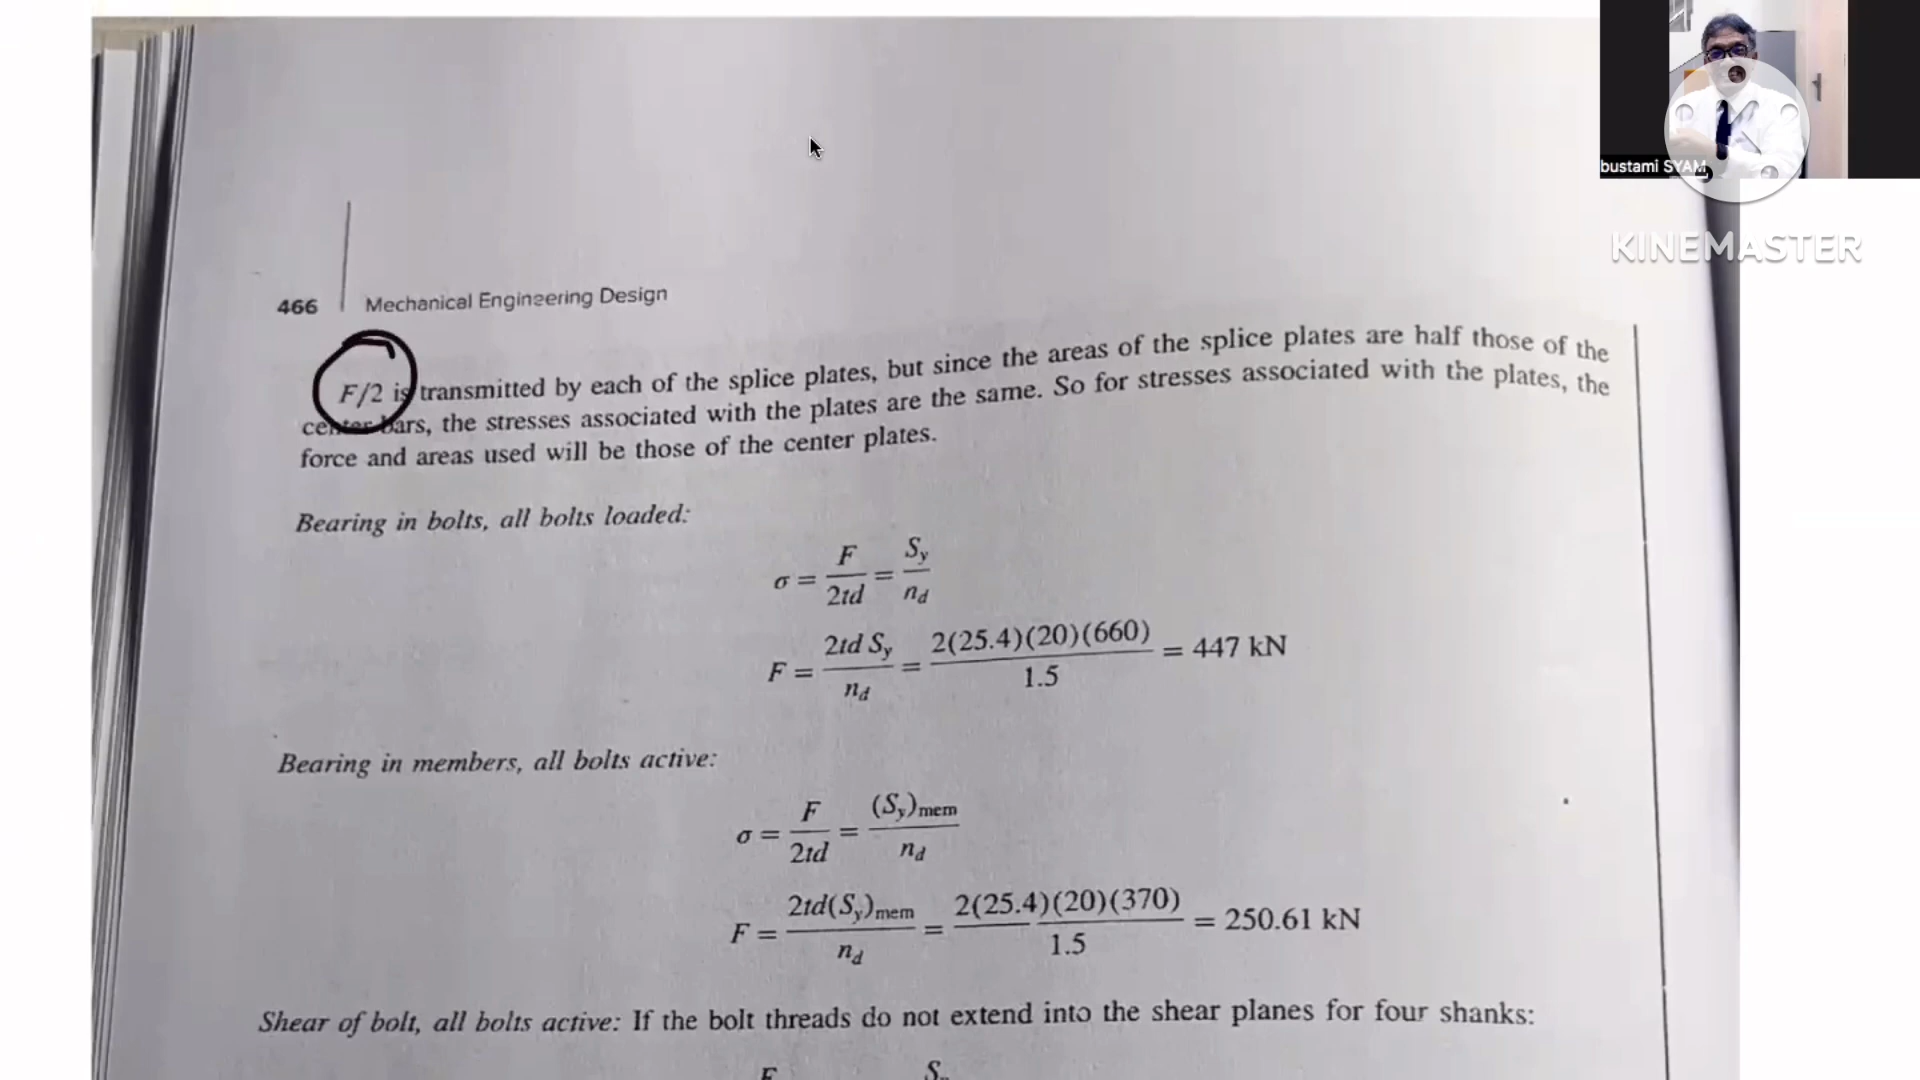 bustami SYAM
KINEMASTER
466 Mechanical Engineering Design
F/2 is transmitted by each of the splice plates, but since the areas of the splice plates are half those of the
center bars, the stresses associated with the plates are the same. So for stresses associated with the plates, the
force and areas used will be those of the center plates.
Bearing in bolts, all bolts loaded:
σ = F/2td = S_y/n_d
F = 2td S_y/n_d = 2(25.4)(20)(660)/1.5 = 447 kN
Bearing in members, all bolts active:
σ = F/2td = (S_y)_mem/n_d
F = 2td(S_y)_mem/n_d = 2(25.4)(20)(370)/1.5 = 250.61 kN
Shear of bolt, all bolts active: If the bolt threads do not extend into the shear planes for four shanks:
F S